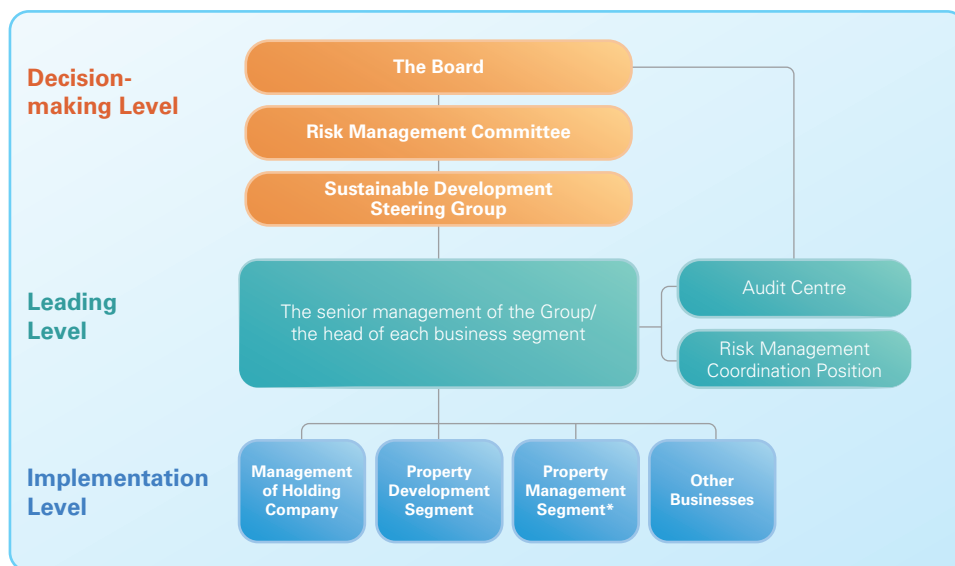 Decision-
making Level
The Board
Risk Management Committee
Sustainable Development
Steering Group
Leading
Level
The senior management of the Group/
the head of each business segment
Audit Centre
Risk Management
Coordination Position
Implementation
Level
Management
of Holding
Company
Property
Development
Segment
Property
Management
Segment*
Other
Businesses